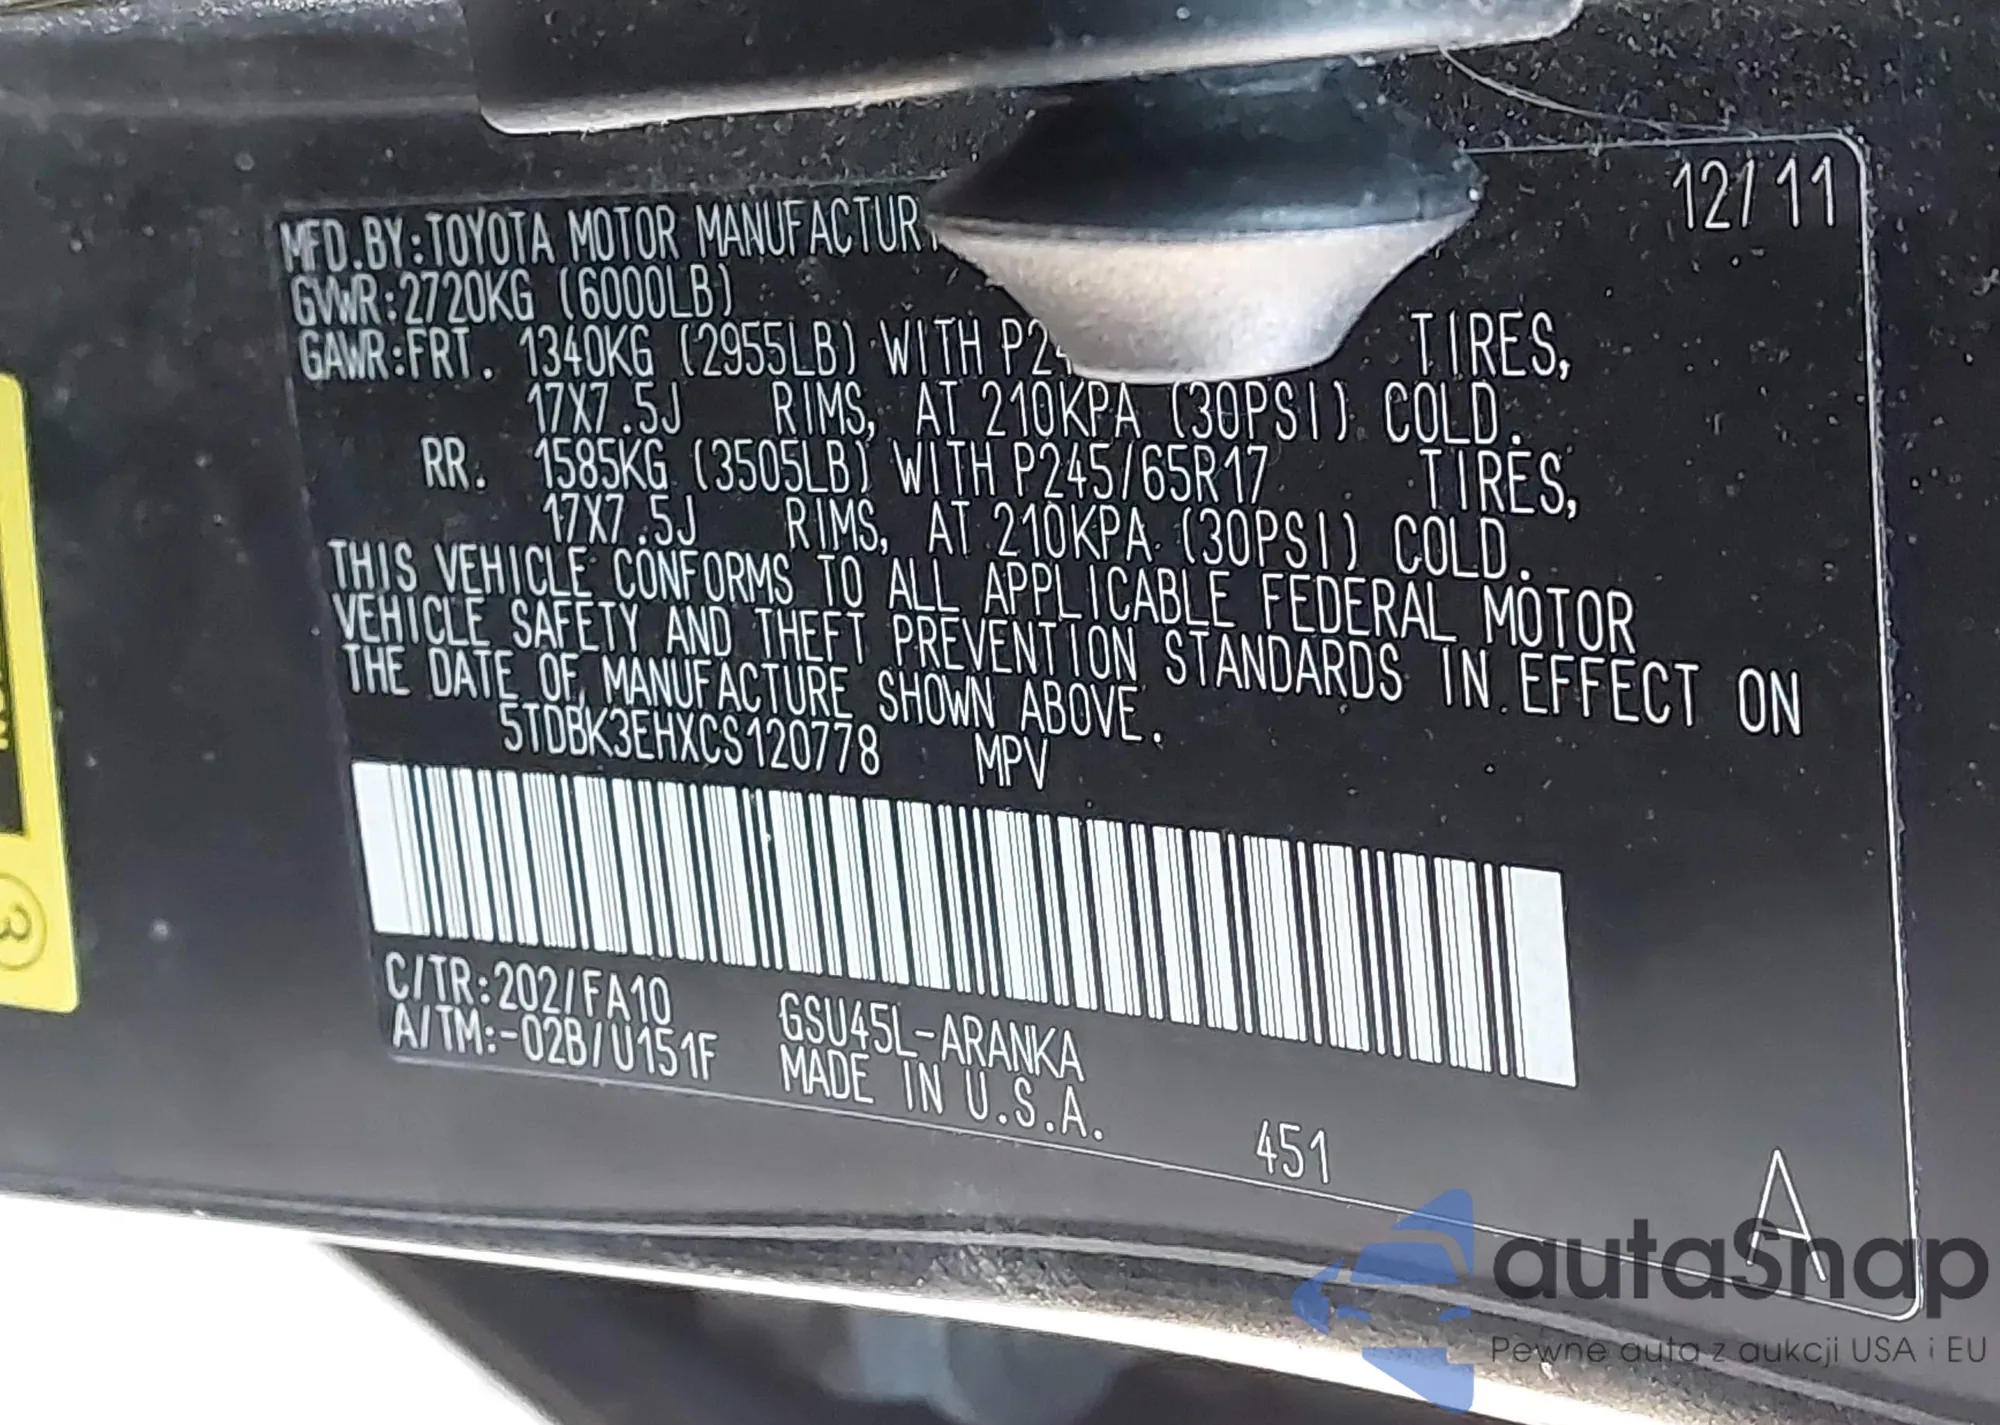 12/11
MFD.BY:TOYOTA MOTOR
GVWR:2720KG (6000LB)
GAWR:FRT. 1340KG (2955LB) WITH TIRES,
17X7.5J RIMS, AT 210KPA (30PSI) COLD.
RR. 1585KG (3505LB) WITH P245/65R17 TIRES,
17X7.5J RIMS, AT 210KPA (30PSI) COLD.
THIS VEHICLE CONFORMS TO ALL APPLICABLE FEDERAL MOTOR
VEHICLE SAFETY AND THEFT PREVENTION STANDARDS IN EFFECT ON
THE DATE OF MANUFACTURE SHOWN ABOVE.
5TDBK3EHXCS120778 MPV
C/TR:202/FA10 GSU45L-ARANKA
A/TM:-02B/U151F MADE IN U.S.A.
451
A
3
autaSnap
Pewne auta z aukcji USA i EU